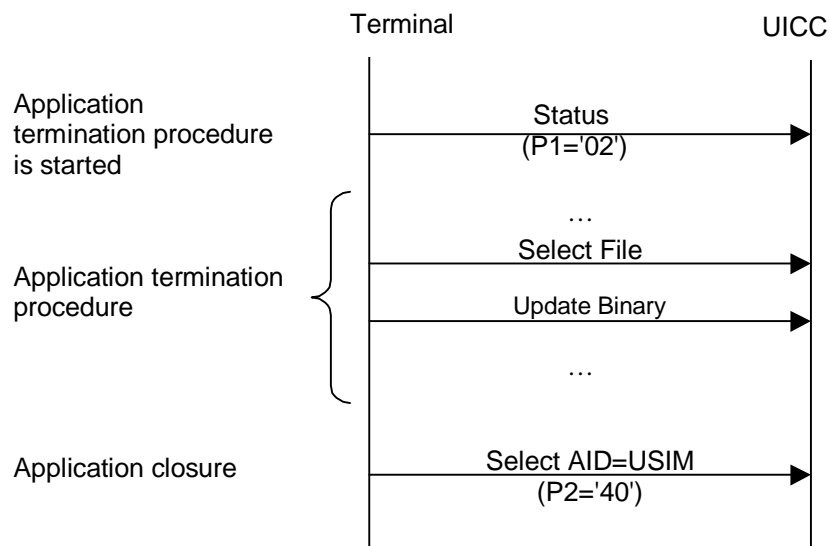 Terminal
UICC
Application
termination procedure
is started
Status
(P1='02')
…
Select File
Application termination
procedure
Update Binary
…
Application closure
Select AID=USIM
(P2='40')